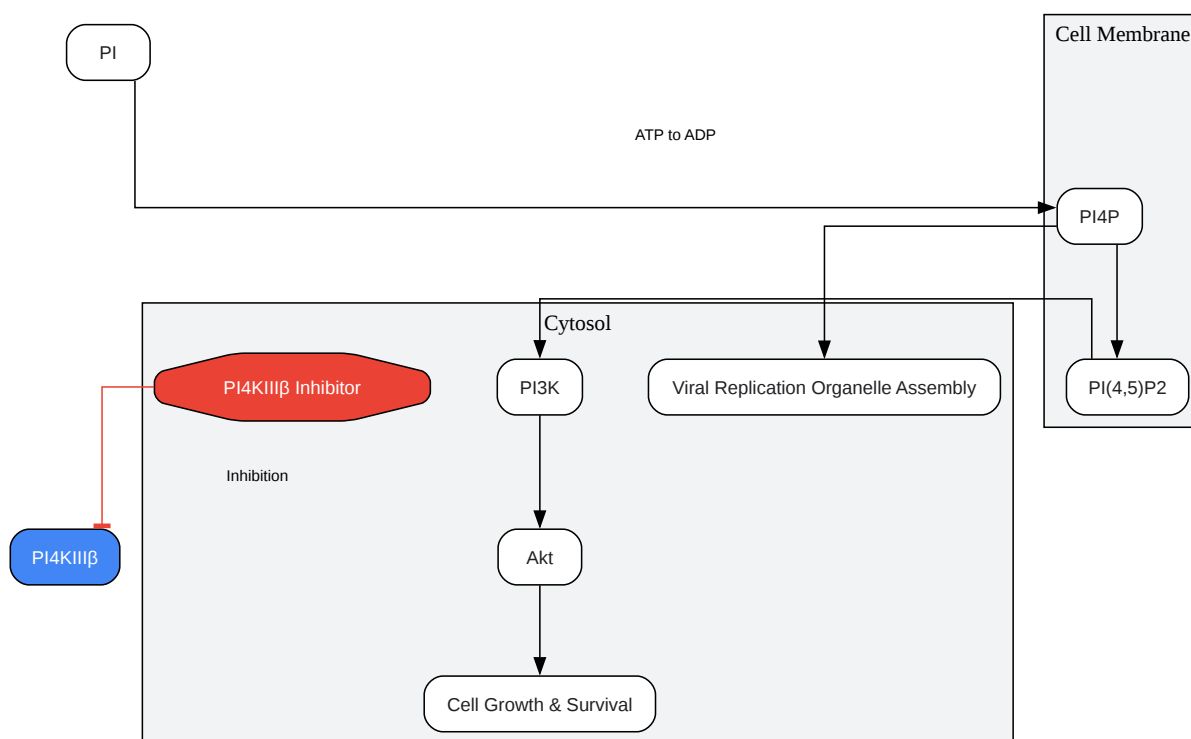 Cell Membrane
PI
ATP to ADP
PI4P
Cytosol
PI4KIIIβ Inhibitor
PI3K
Viral Replication Organelle Assembly
PI(4,5)P2
Inhibition
PI4KIIIβ
Akt
Cell Growth & Survival